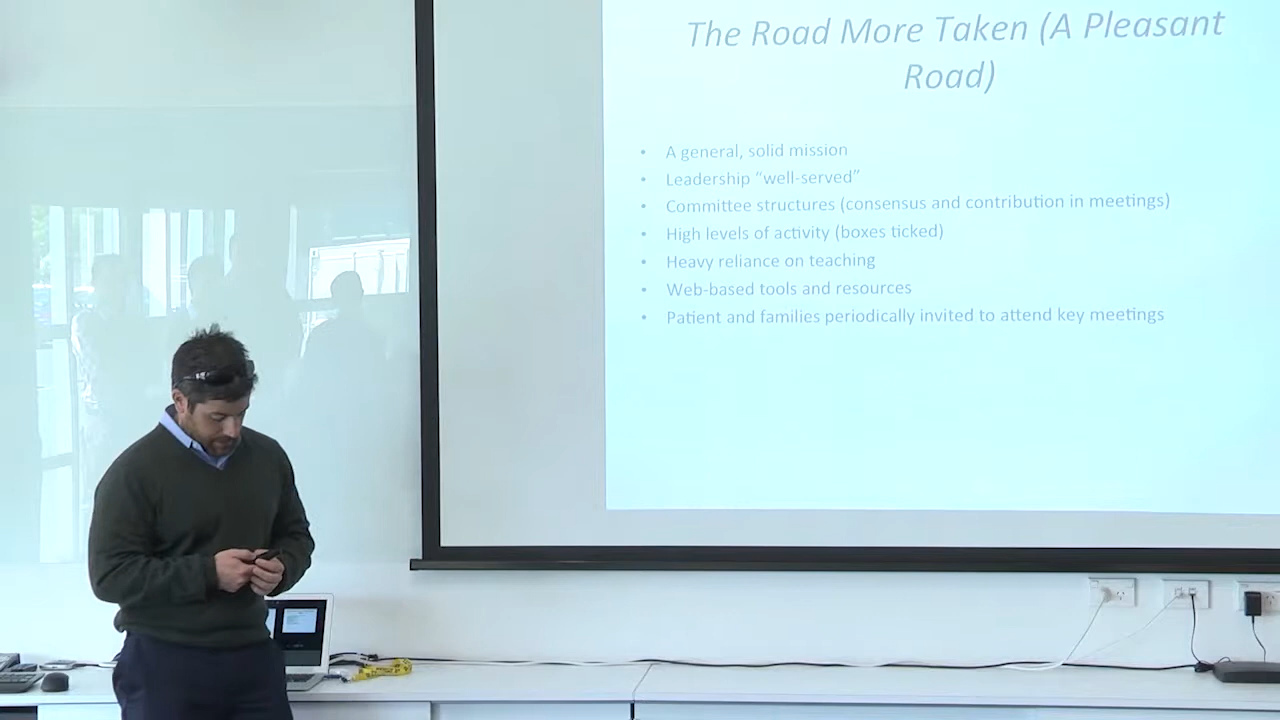 The Road More Taken (A Pleasant
Road)
• A general, solid mission
• Leadership “well-served”
• Committee structures (consensus and contribution in meetings)
• High levels of activity (boxes ticked)
• Heavy reliance on teaching
• Web-based tools and resources
• Patient and families periodically invited to attend key meetings